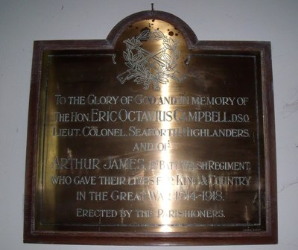 TO THE GLORY OF GOD AND IN MEMORY OF
THE HON. ERIC OCTAVIUS CAMPBELL. D.S.O.
LIEUT. COLONEL SEAFORTH HIGHLANDERS
AND OF
ARTHUR JAMES REGIMENT,
WHO GAVE THEIR LIVES FOR COUNTRY
IN THE GREAT WAR 1914-1918.
ERECTED BY THE PARISHIONERS.